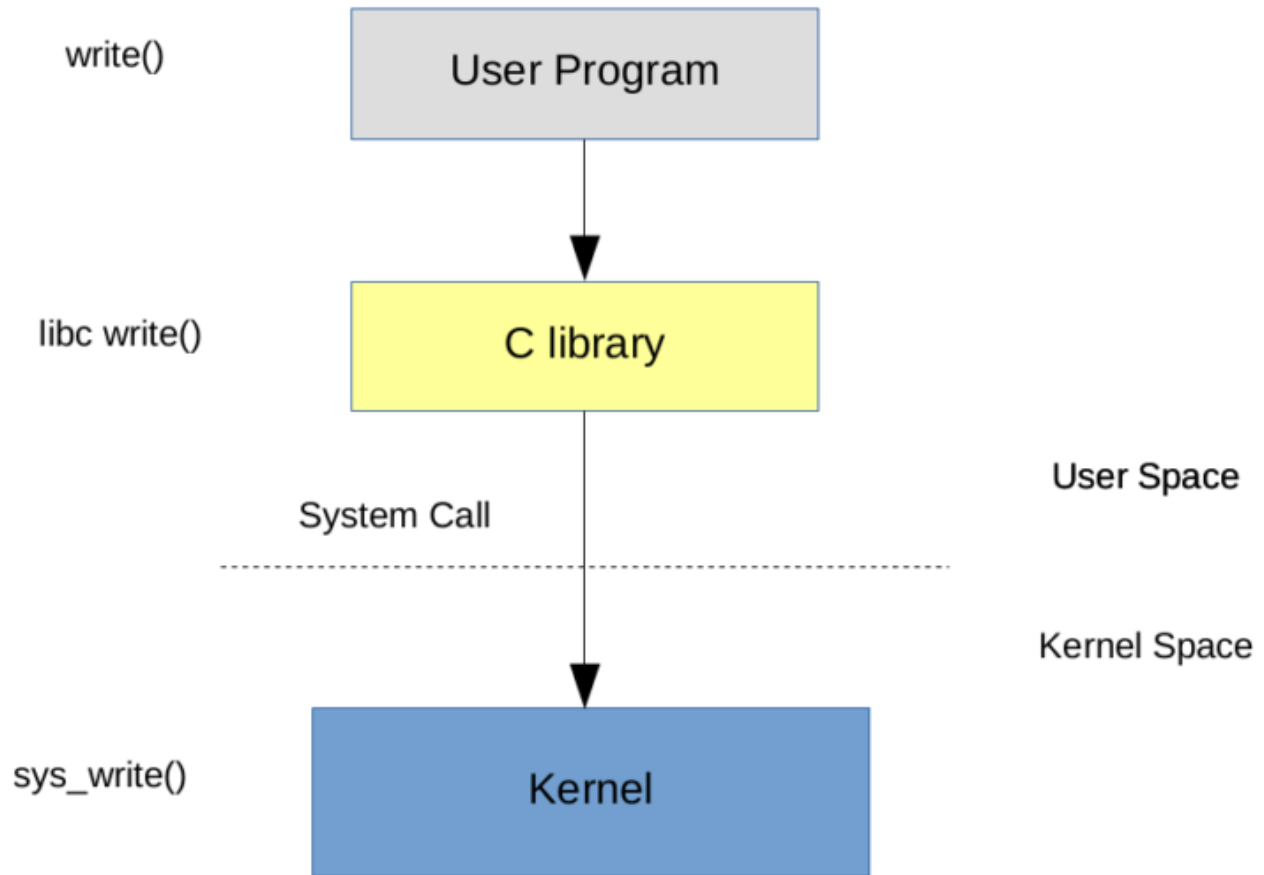 write()
User Program
libc write()
C library
User Space
System Call
Kernel Space
sys_write()
Kernel